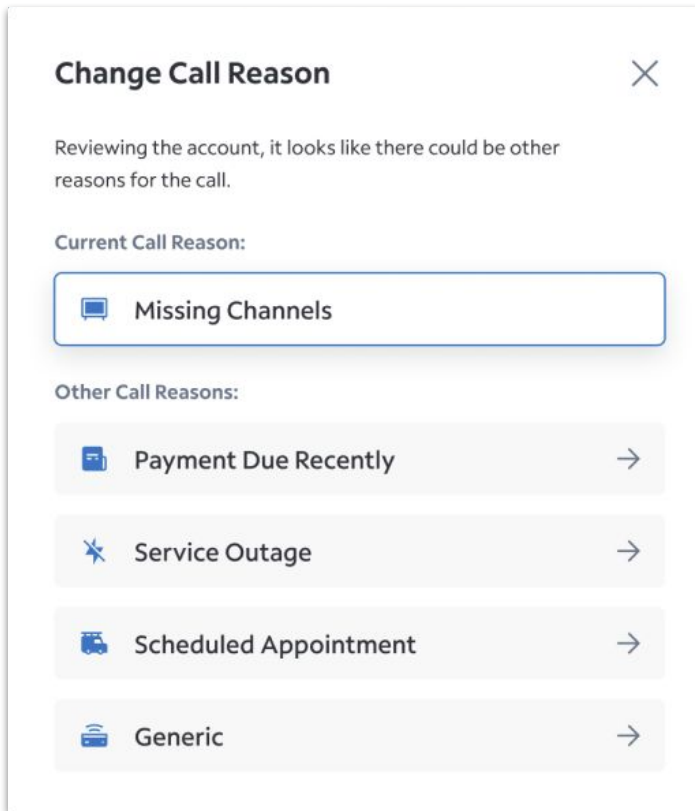 Change Call Reason
Reviewing the account, it looks like there could be other
reasons for the call.
Current Call Reason:
Missing Channels
Other Call Reasons:
Payment Due Recently
Service Outage
Scheduled Appointment
Generic